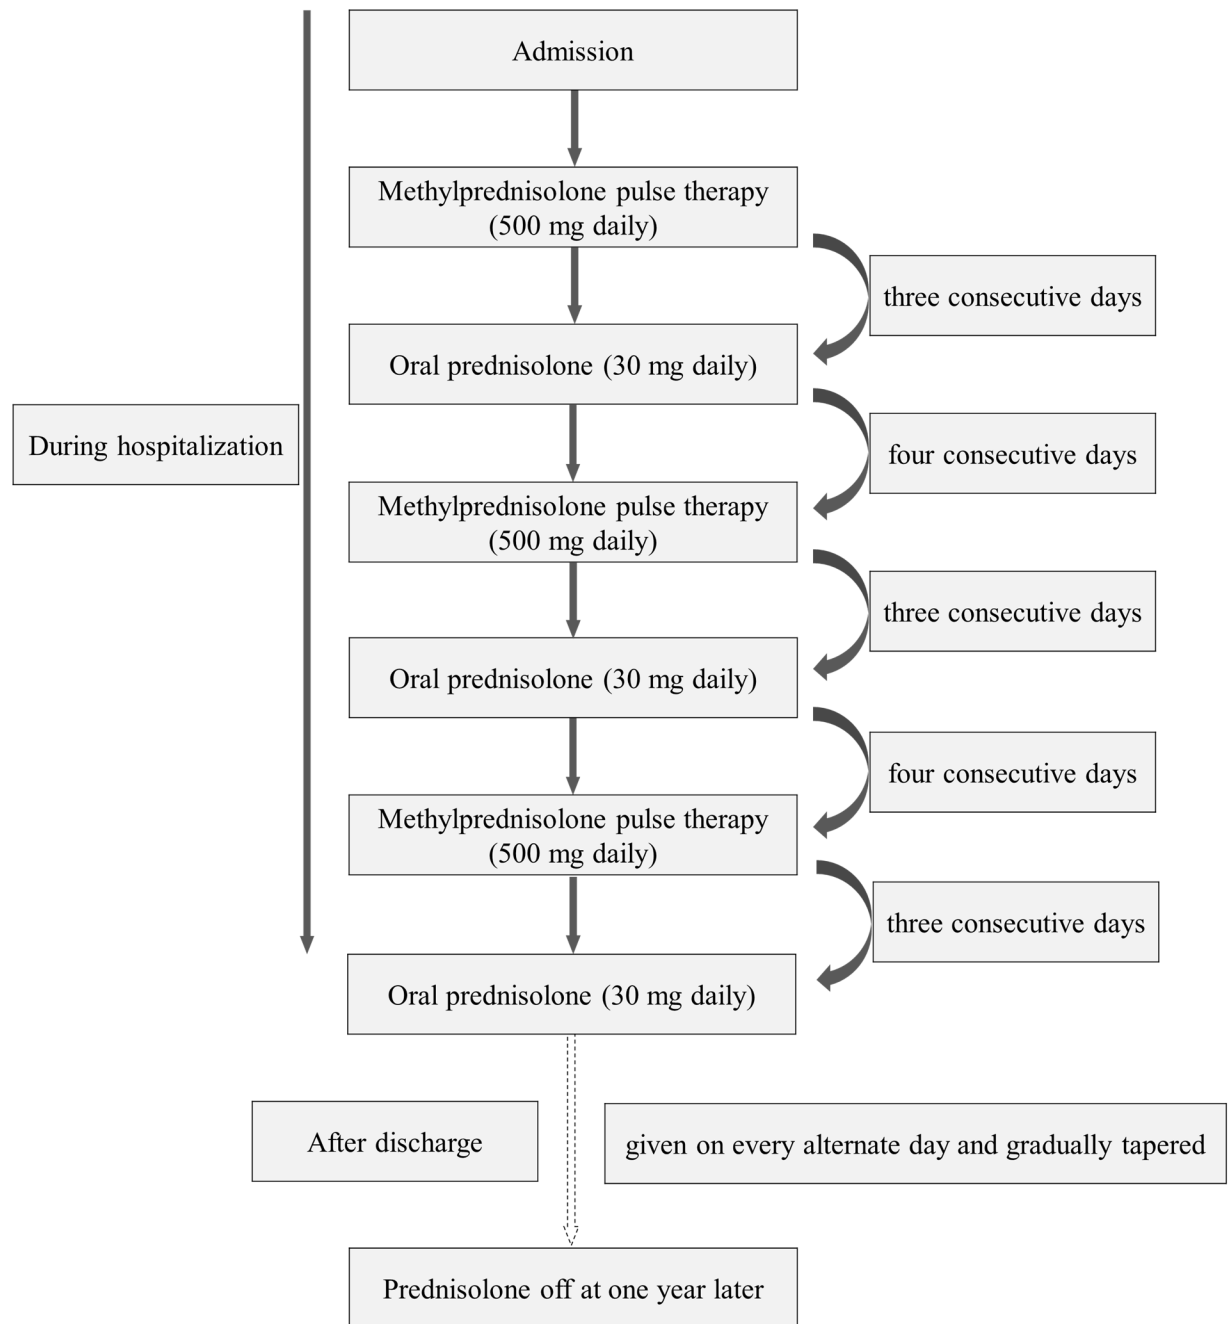 Admission
Methylprednisolone pulse therapy
(500 mg daily)
three consecutive days
Oral prednisolone (30 mg daily)
During hospitalization
four consecutive days
Methylprednisolone pulse therapy
(500 mg daily)
three consecutive days
Oral prednisolone (30 mg daily)
four consecutive days
Methylprednisolone pulse therapy
(500 mg daily)
three consecutive days
Oral prednisolone (30 mg daily)
After discharge
given on every alternate day and gradually tapered
Prednisolone off at one year later